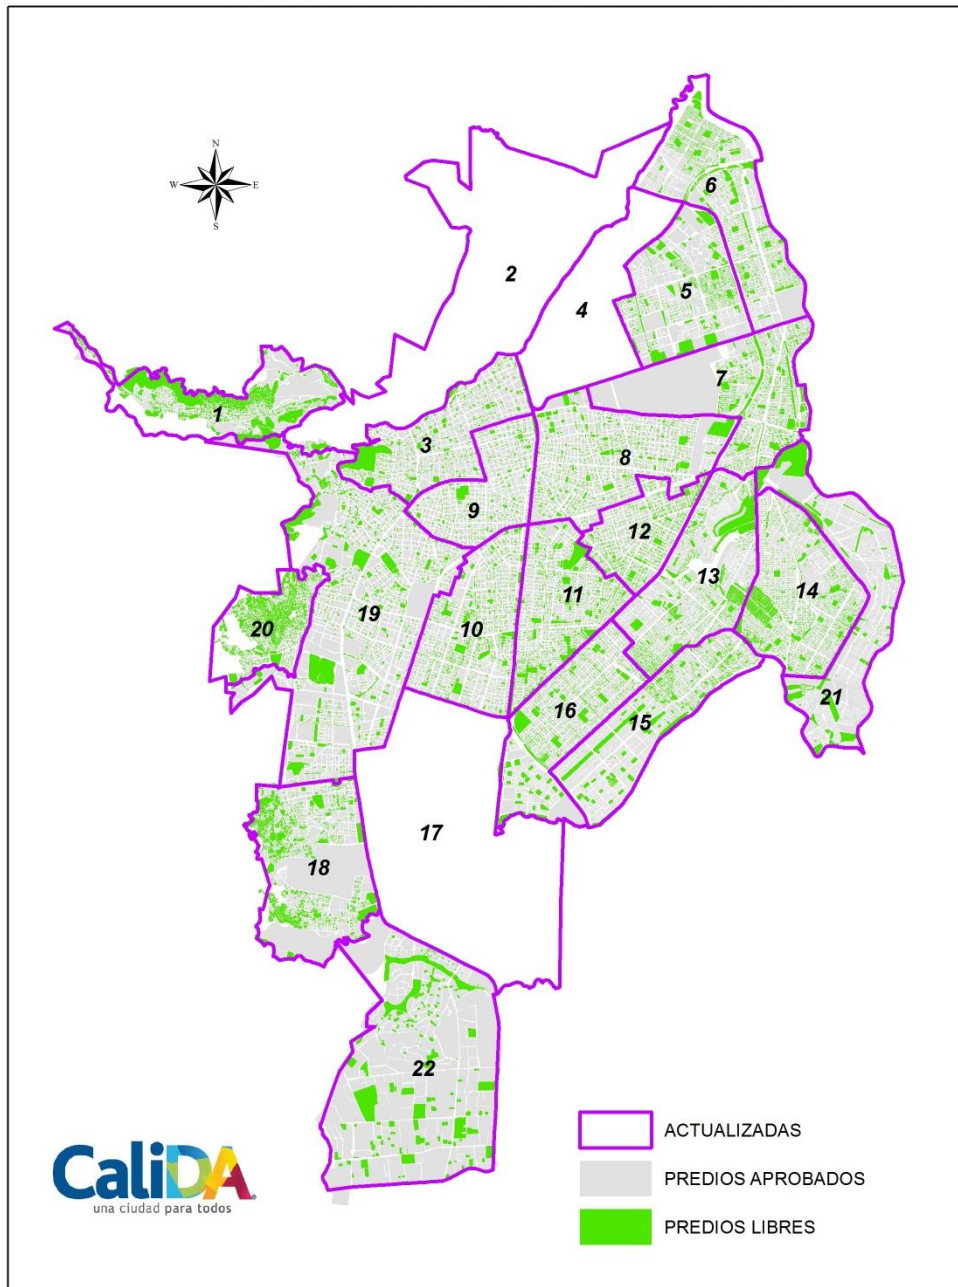 N
W E
S
6
2
5
4
7
1
3
8
9
12
13
11
14
10
19
20
21
16
15
17
18
22
ACTUALIZADAS
PREDIOS APROBADOS
PREDIOS LIBRES
CaliDA
una ciudad para todos